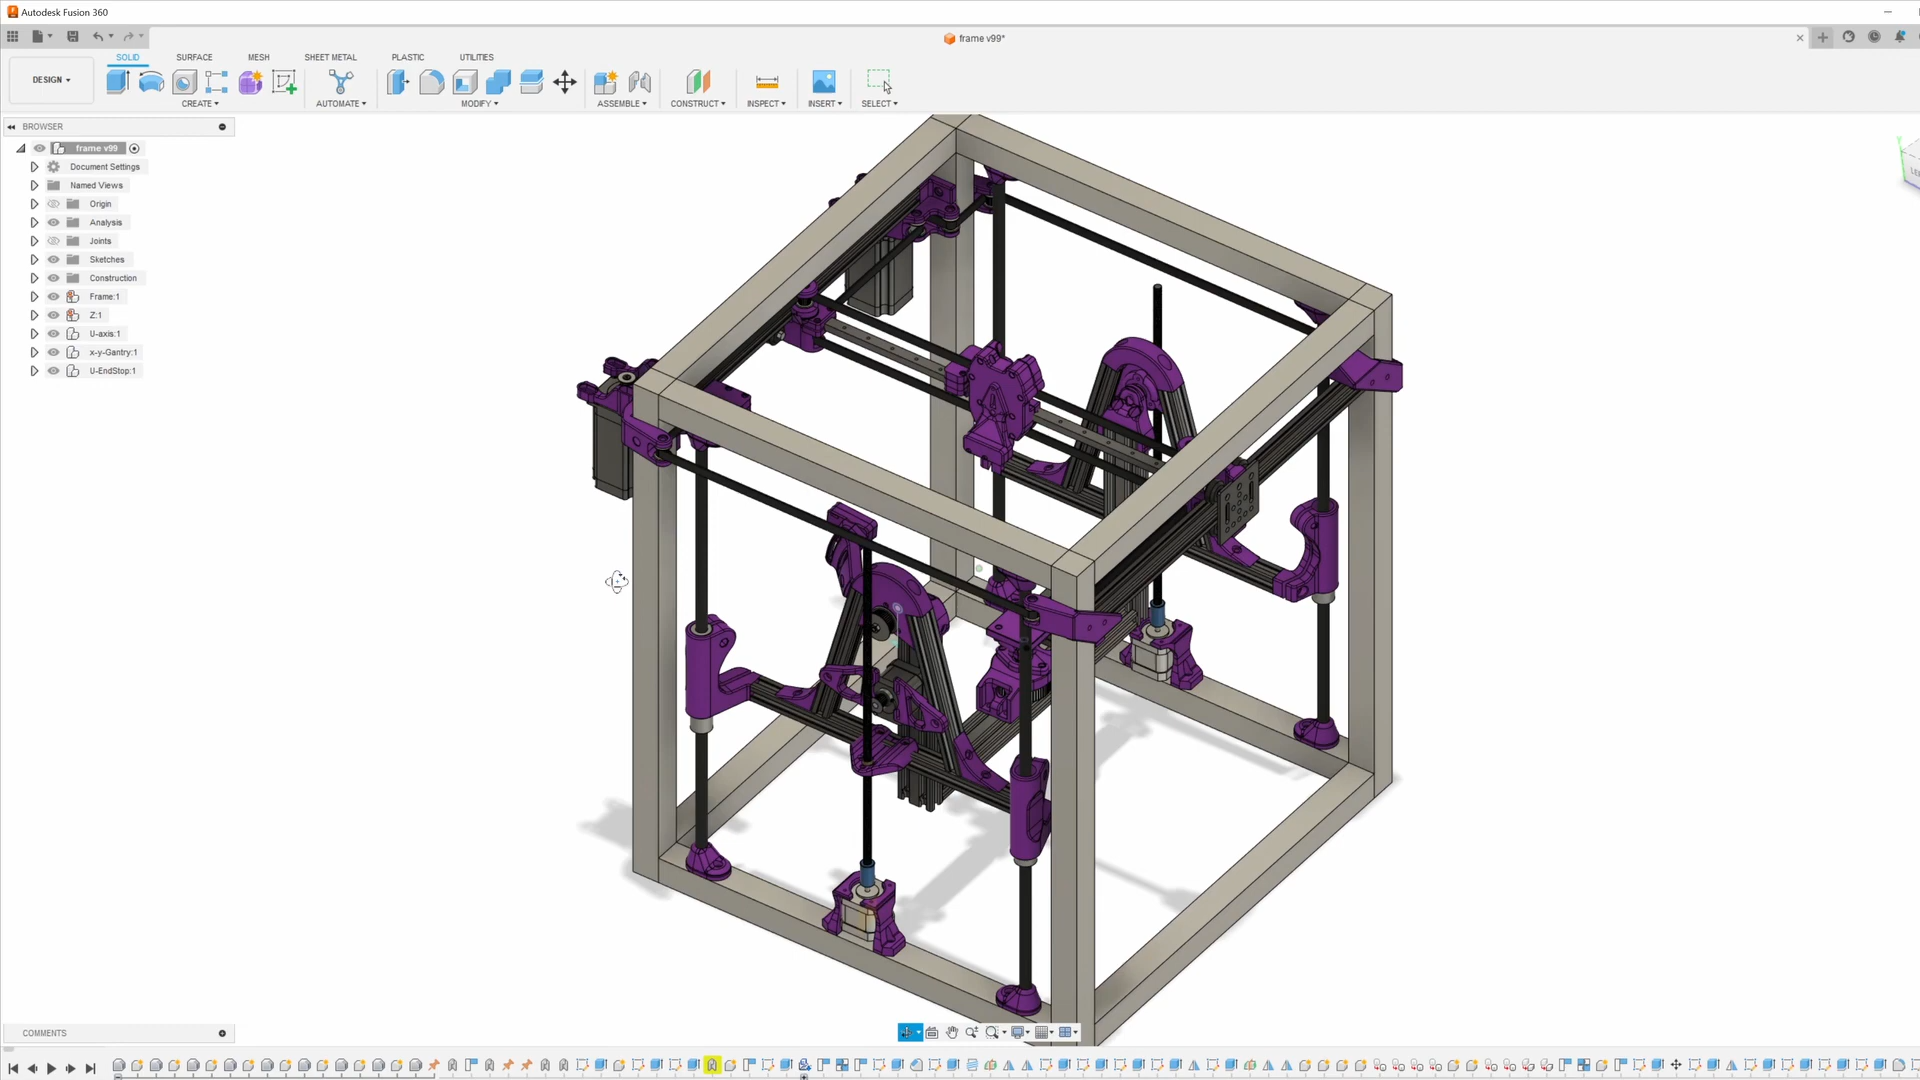 Autodesk Fusion 360
frame v99*
SOLID
SURFACE
MESH
SHEET METAL
PLASTIC
UTILITIES
DESIGN
CREATE
AUTOMATE
MODIFY
ASSEMBLE
CONSTRUCT
INSPECT
INSERT
SELECT
BROWSER
frame v99
Document Settings
Named Views
Origin
Analysis
Joints
Sketches
Construction
Frame:1
Z:1
U-axis:1
x-y-Gantry:1
U-EndStop:1
COMMENTS